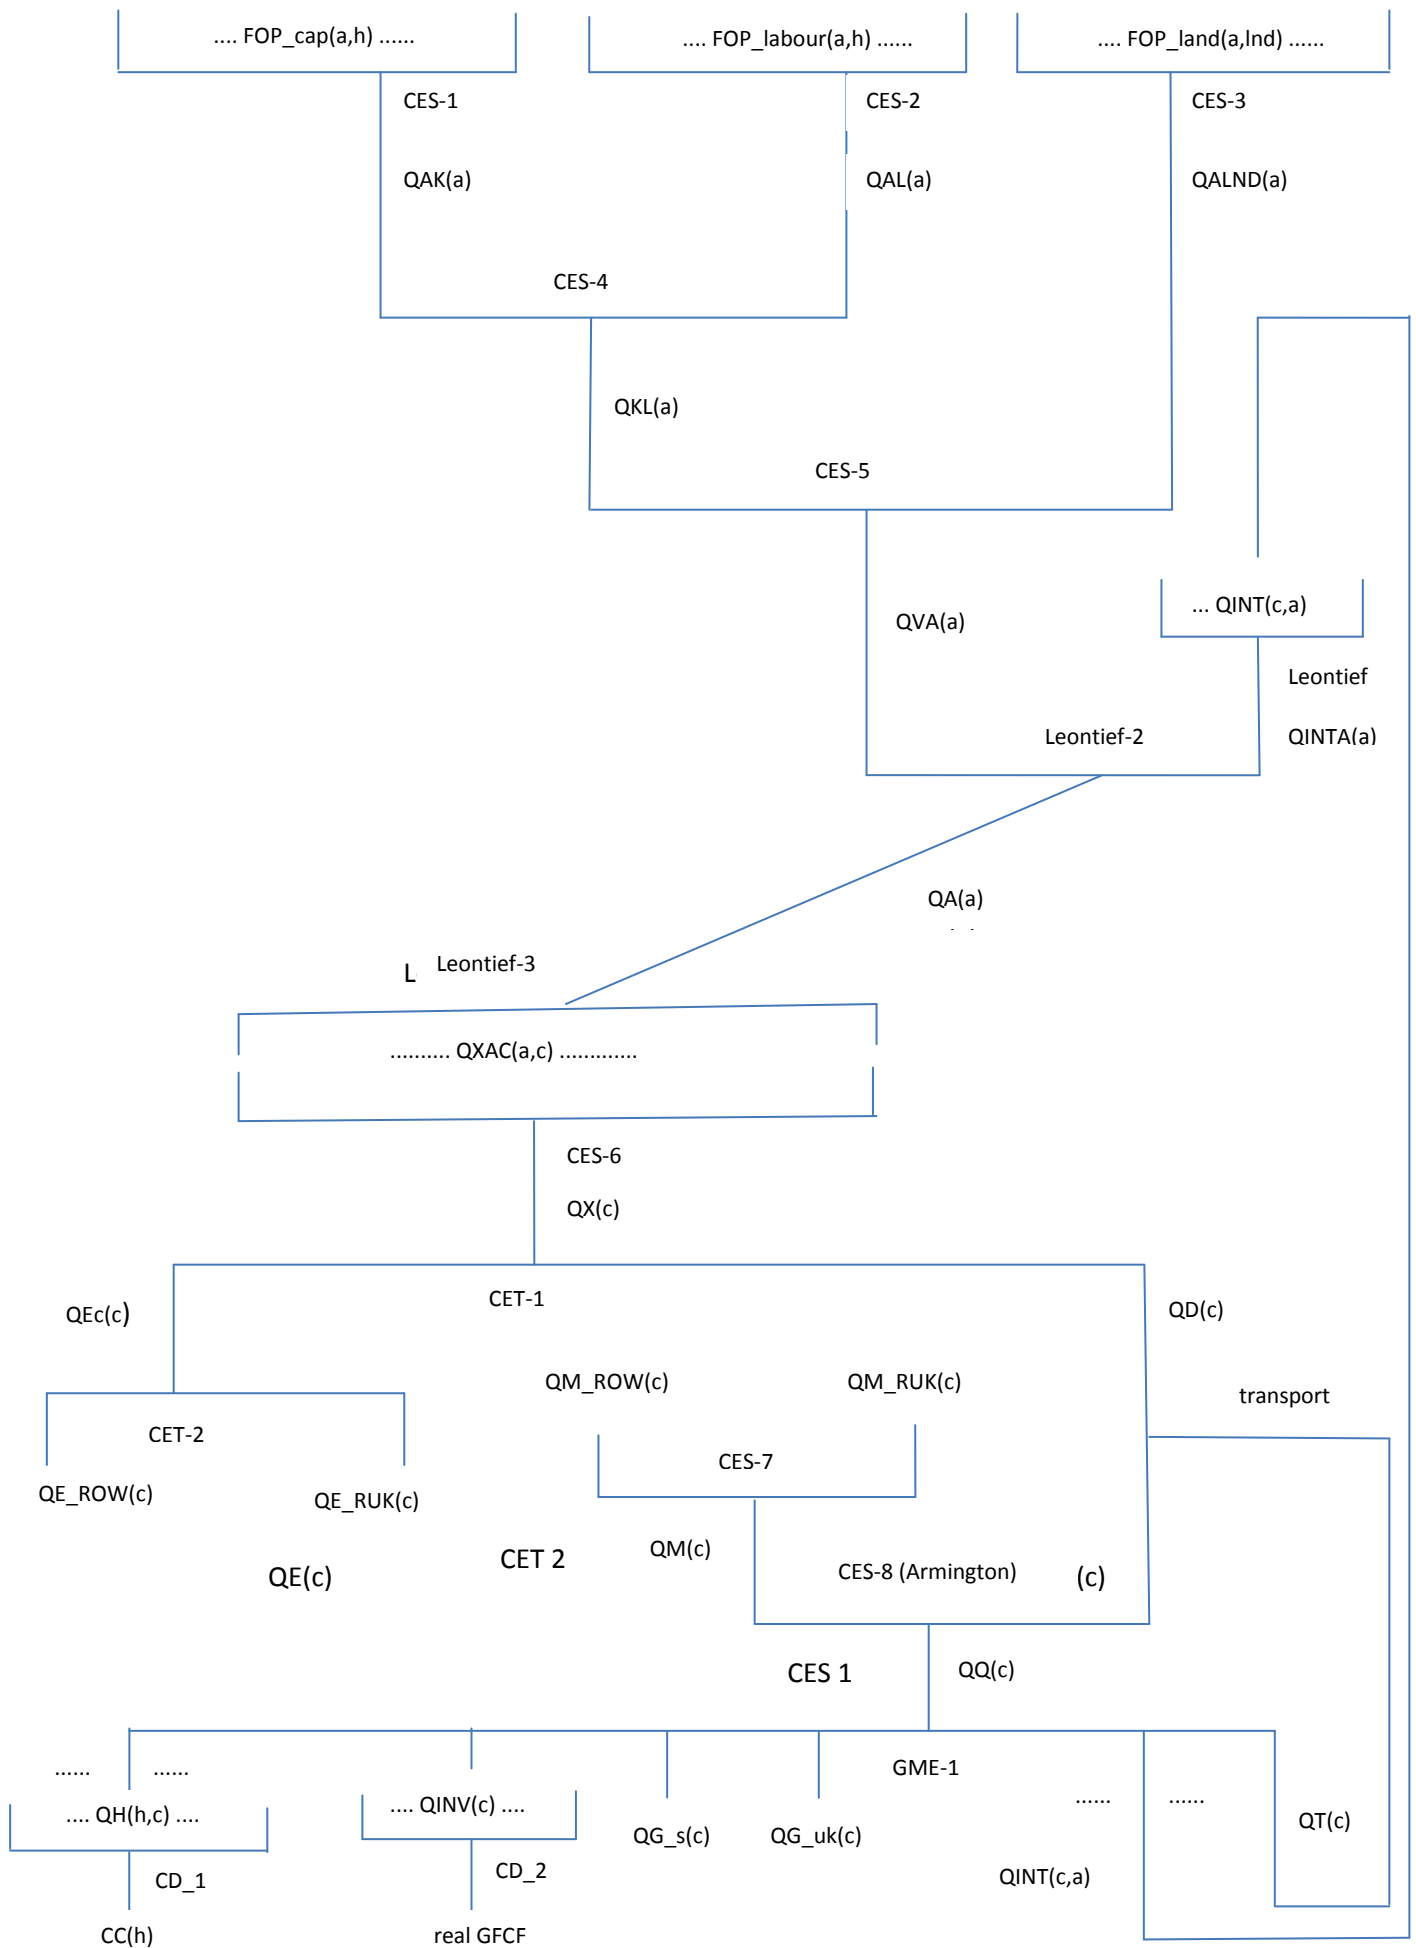 .... FOP_cap(a,h) ......
.... FOP_labour(a,h) ......
.... FOP_land(a,lnd) ......
CES-1
CES-2
CES-3
QAK(a)
QAL(a)
QALND(a)
CES-4
QKL(a)
CES-5
... QINT(c,a)
QVA(a)
Leontief
Leontief-2
QINTA(a)
QA(a)
L
Leontief-3
.......... QXAC(a,c) .............
CES-6
QX(c)
CET-1
QEc(c)
QD(c)
QM_ROW(c)
QM_RUK(c)
transport
CET-2
CES-7
QE_ROW(c)
QE_RUK(c)
QM(c)
CET 2
QE(c)
CES-8 (Armington)
(c)
CES 1
QQ(c)
GME-1
......
......
.... QH(h,c) ....
.... QINV(c) ....
......
......
QG_s(c)
QG_uk(c)
QT(c)
CD_1
CD_2
QINT(c,a)
CC(h)
real GFCF